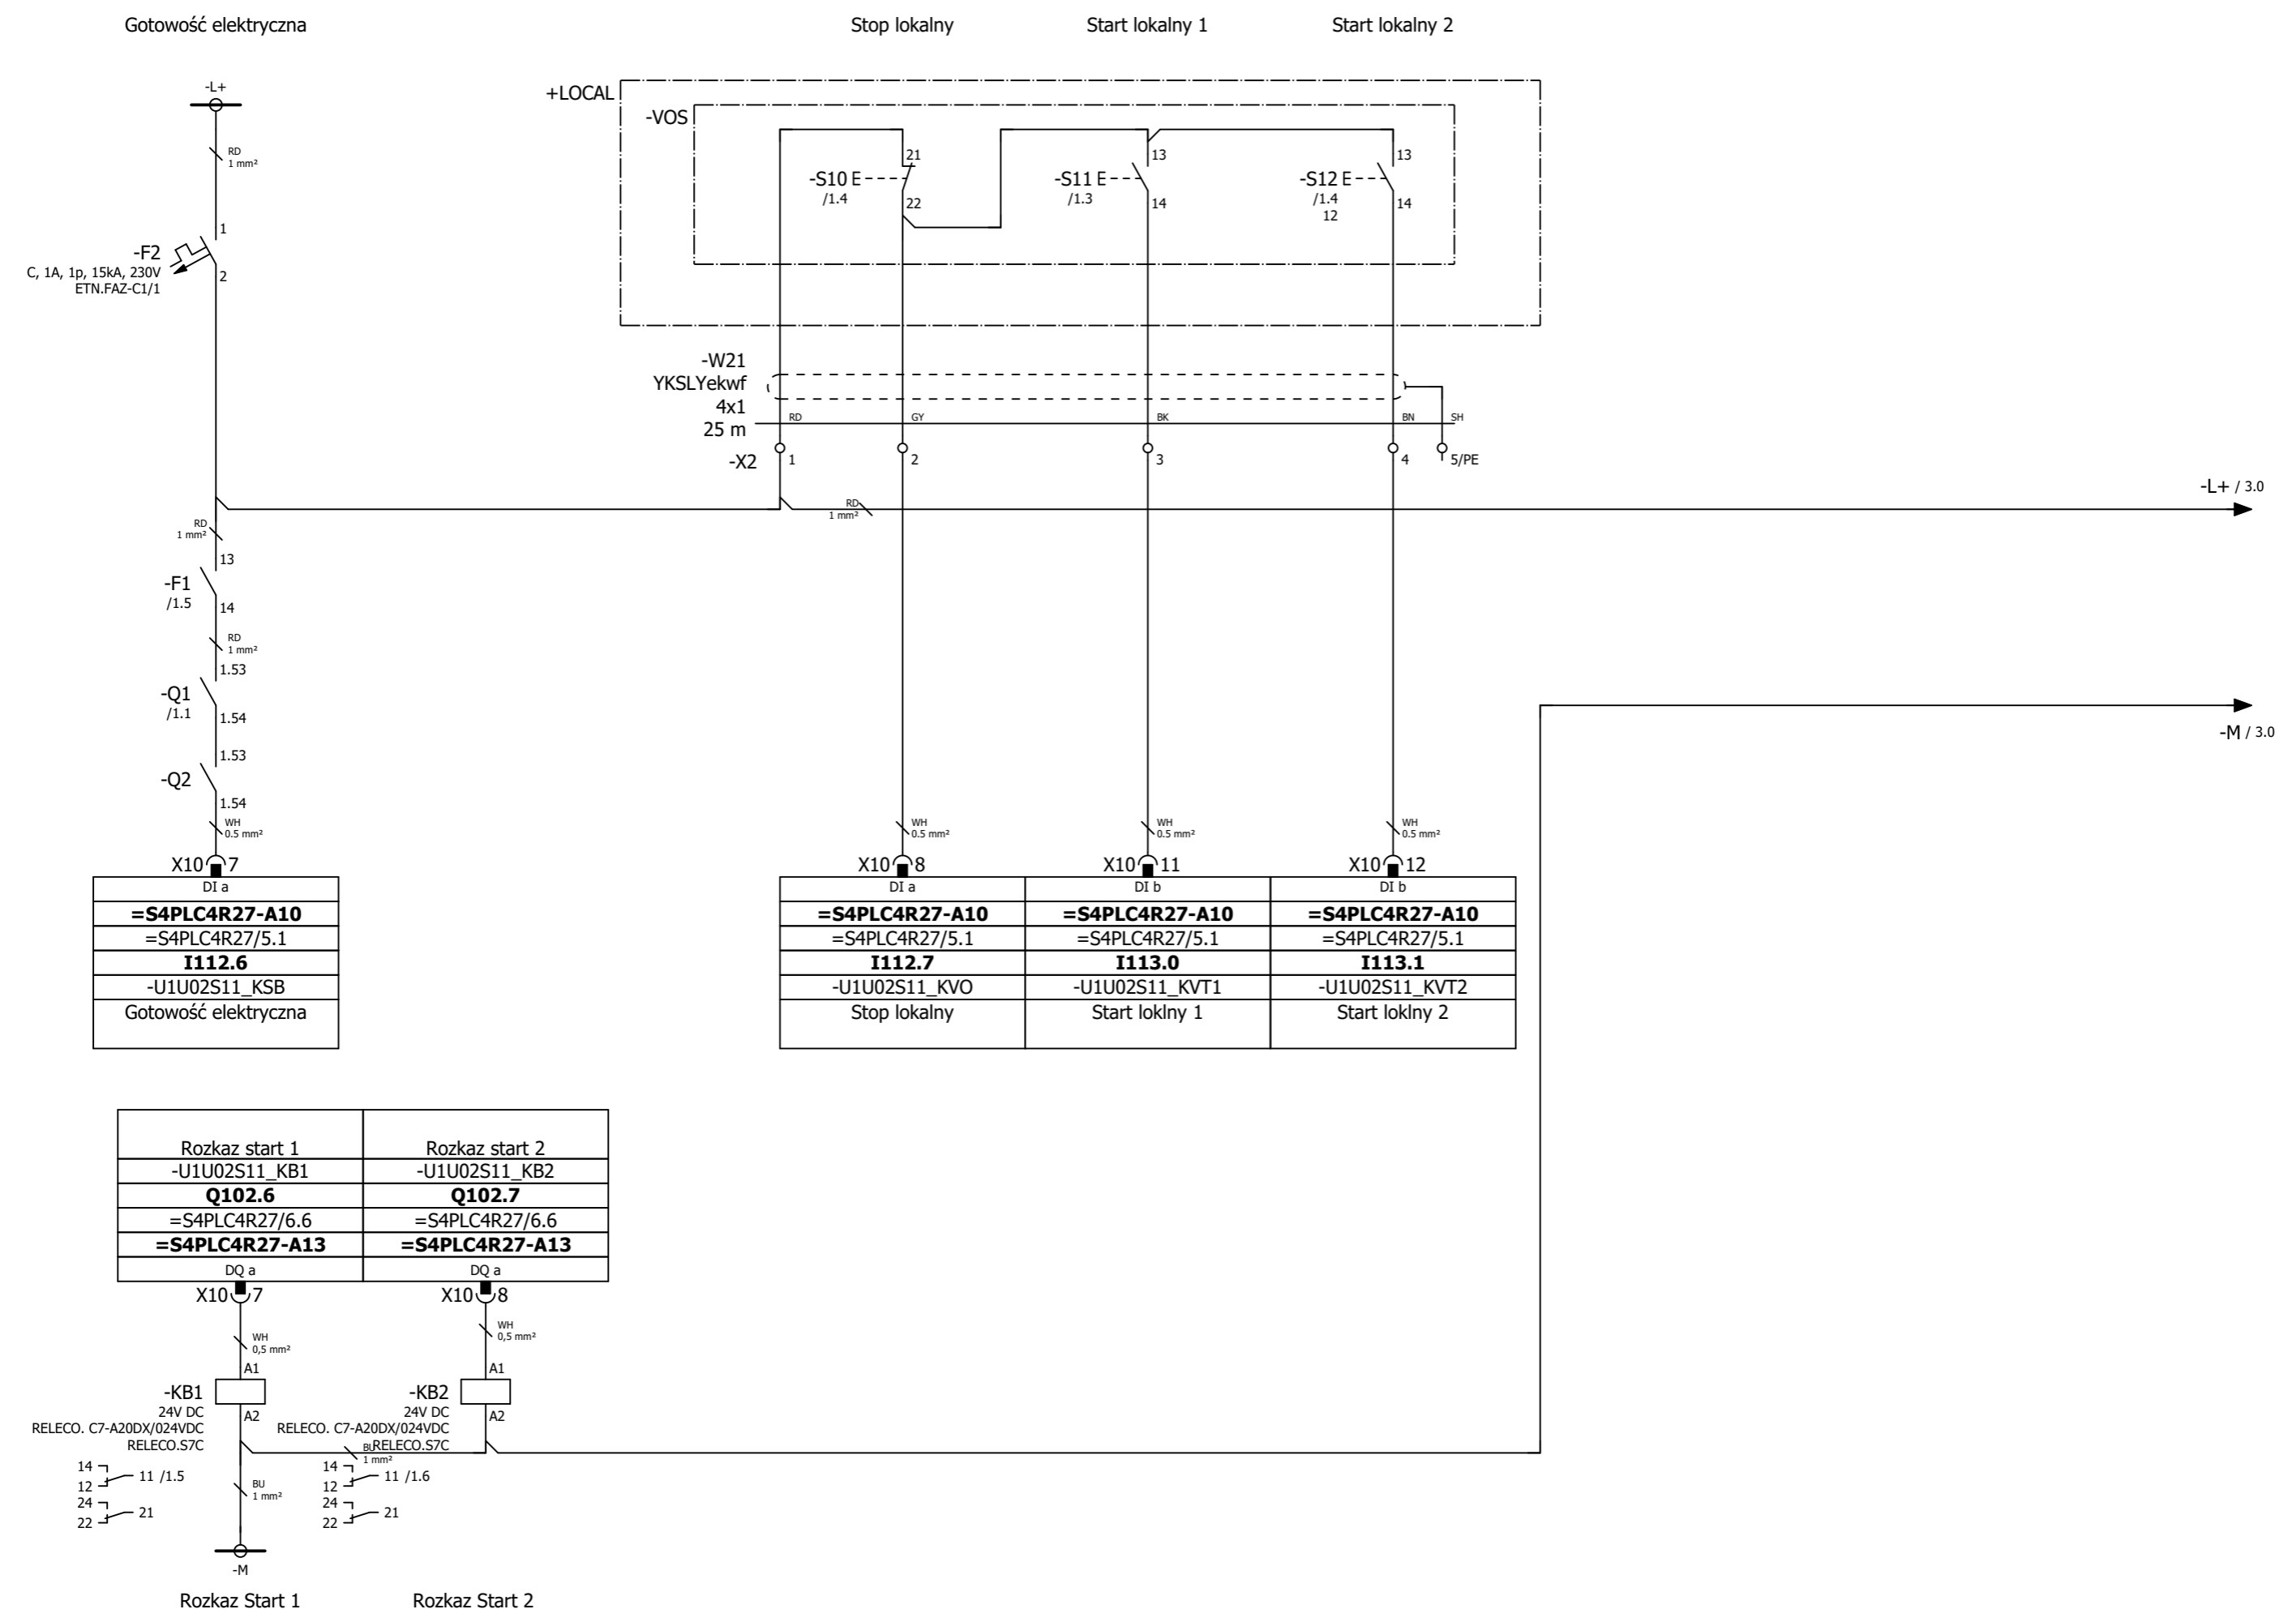 Gotowość elektryczna
Stop lokalny
Start lokalny 1
Start lokalny 2
-L+
RD
1 mm²
1
-F2
C, 1A, 1p, 15kA, 230V
ETN.FAZ-C1/1
2
+LOCAL
-VOS
21
-S10 E
/1.4
22
13
-S11 E
/1.3
14
13
-S12 E
/1.4
12
14
-W21
YKSLYekwf
4x1
25 m
RD
GY
BK
BN
SH
-X2
1
2
3
4
5/PE
RD
1 mm²
-L+ / 3.0
RD
1 mm²
13
-F1
/1.5
14
RD
1 mm²
1.53
-Q1
/1.1
1.54
1.53
-Q2
1.54
-M / 3.0
WH
0.5 mm²
X10 7
DI a
=S4PLC4R27-A10
=S4PLC4R27/5.1
I112.6
-U1U02S11_KSB
Gotowość elektryczna
WH
0.5 mm²
X10 8
DI a
=S4PLC4R27-A10
=S4PLC4R27/5.1
I112.7
-U1U02S11_KVO
Stop lokalny
WH
0.5 mm²
X10 11
DI b
=S4PLC4R27-A10
=S4PLC4R27/5.1
I113.0
-U1U02S11_KVT1
Start loklny 1
WH
0.5 mm²
X10 12
DI b
=S4PLC4R27-A10
=S4PLC4R27/5.1
I113.1
-U1U02S11_KVT2
Start loklny 2
Rozkaz start 1
-U1U02S11_KB1
Q102.6
=S4PLC4R27/6.6
=S4PLC4R27-A13
DQ a
X10 7
WH
0,5 mm²
A1
-KB1
24V DC
RELECO. C7-A20DX/024VDC
RELECO.S7C
A2
14
12
11 /1.5
24
22
21
BU
1 mm²
-M
Rozkaz Start 1
Rozkaz start 2
-U1U02S11_KB2
Q102.7
=S4PLC4R27/6.6
=S4PLC4R27-A13
DQ a
X10 8
WH
0,5 mm²
A1
-KB2
24V DC
RELECO. C7-A20DX/024VDC
RELECO.S7C
A2
BU
1 mm²
14
12
11 /1.6
24
22
21
Rozkaz Start 2